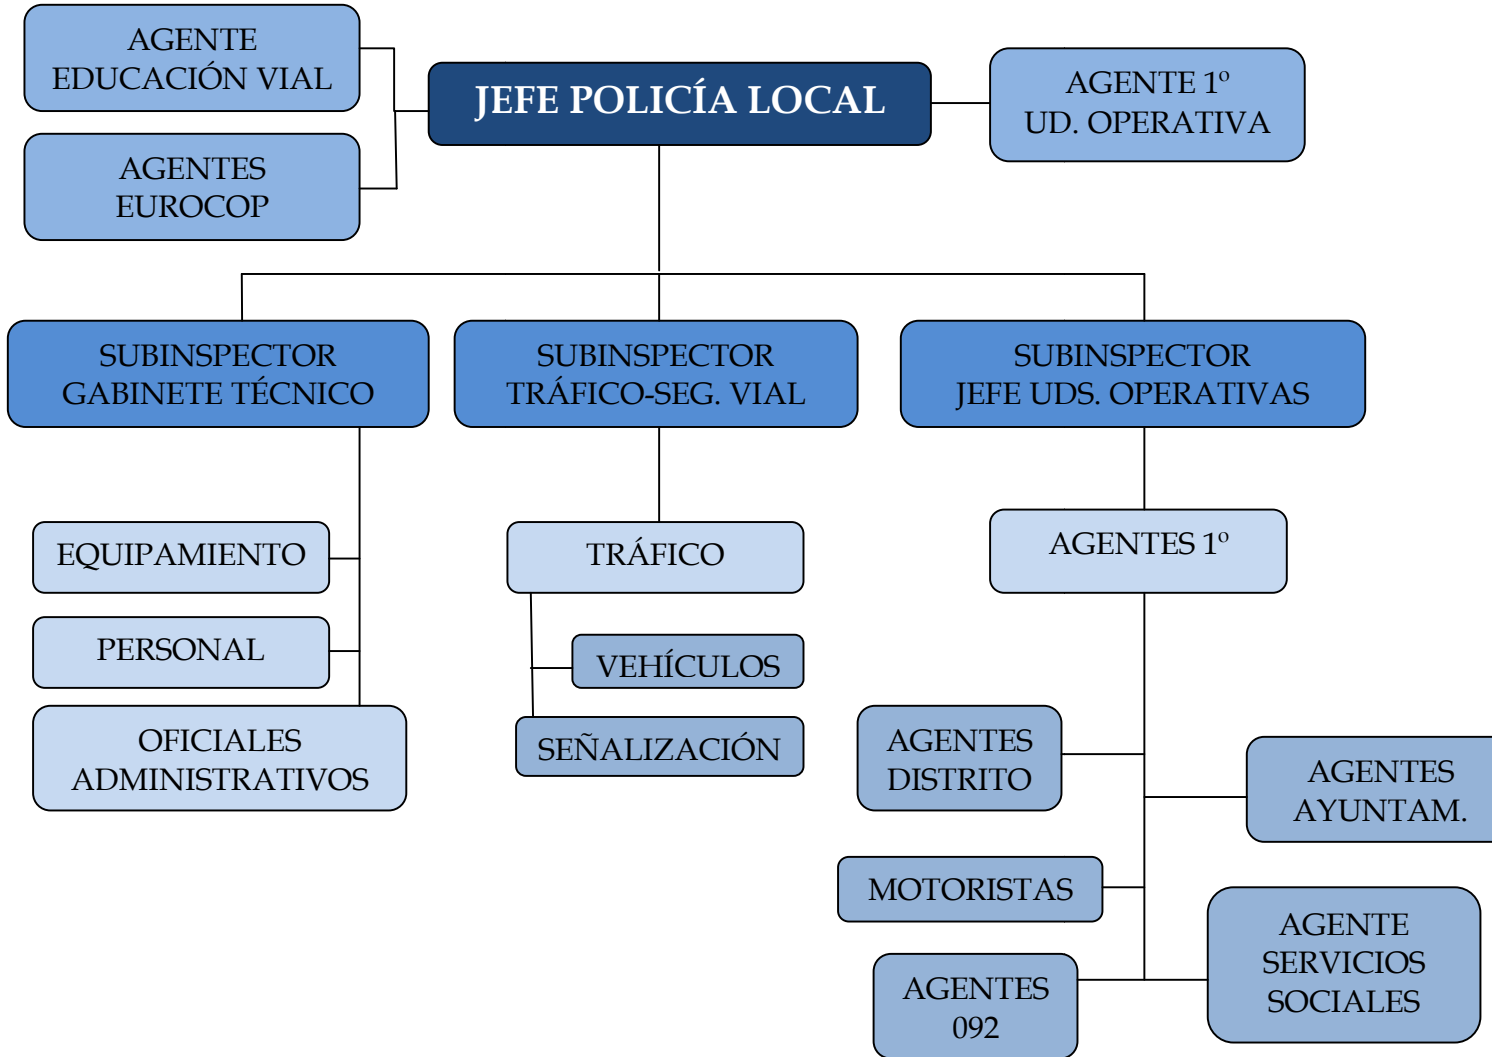 AGENTE
EDUCACIÓN VIAL
JEFE POLICÍA LOCAL
AGENTE 1º
UD. OPERATIVA
AGENTES
EUROCOP
SUBINSPECTOR
GABINETE TÉCNICO
SUBINSPECTOR
TRÁFICO-SEG. VIAL
SUBINSPECTOR
JEFE UDS. OPERATIVAS
EQUIPAMIENTO
PERSONAL
OFICIALES
ADMINISTRATIVOS
TRÁFICO
VEHÍCULOS
SEÑALIZACIÓN
AGENTES 1º
AGENTES
DISTRITO
AGENTES
AYUNTAM.
MOTORISTAS
AGENTE
SERVICIOS
SOCIALES
AGENTES
092